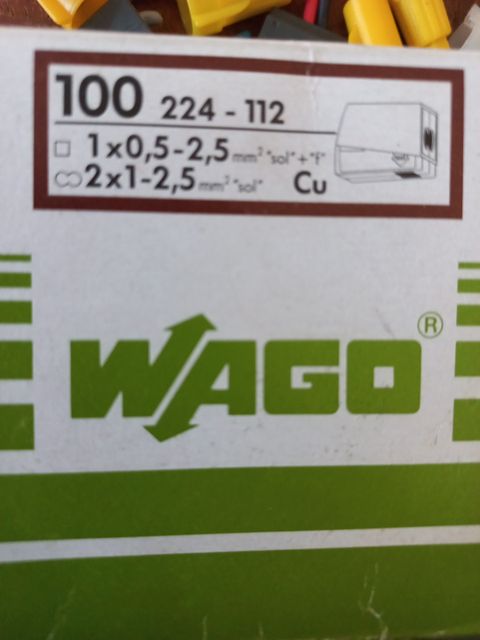 100 224 - 112
□ 1x0,5-2,5 mm² "sol"+"f"
2x1-2,5 mm² "sol" Cu
WAGO®